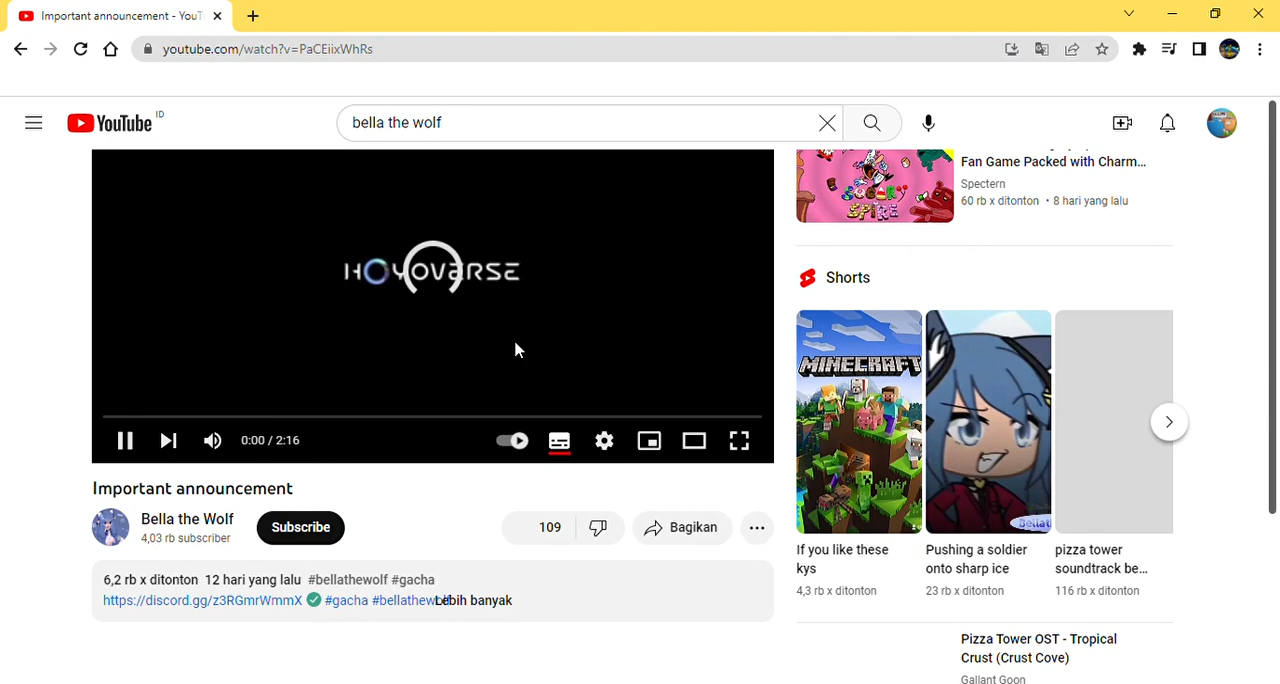 Important announcement - YouT
youtube.com/watch?v=PaCEiixWhRs
YouTube ID
bella the wolf
HOYOVERSE
0:00 / 2:16
Important announcement
Bella the Wolf
4,03 rb subscriber
Subscribe
109
Bagikan
6,2 rb x ditonton 12 hari yang lalu #bellathewolf #gacha
https://discord.gg/z3RGmrWmmX #gacha #bellathewolf
Lebih banyak
Fan Game Packed with Charm...
Spectern
60 rb x ditonton • 8 hari yang lalu
SUGARY
SPIRE
Shorts
MINECRAFT
If you like these
kys
4,3 rb x ditonton
Pushing a soldier
onto sharp ice
23 rb x ditonton
pizza tower
soundtrack be...
116 rb x ditonton
Pizza Tower OST - Tropical
Crust (Crust Cove)
Gallant Goon